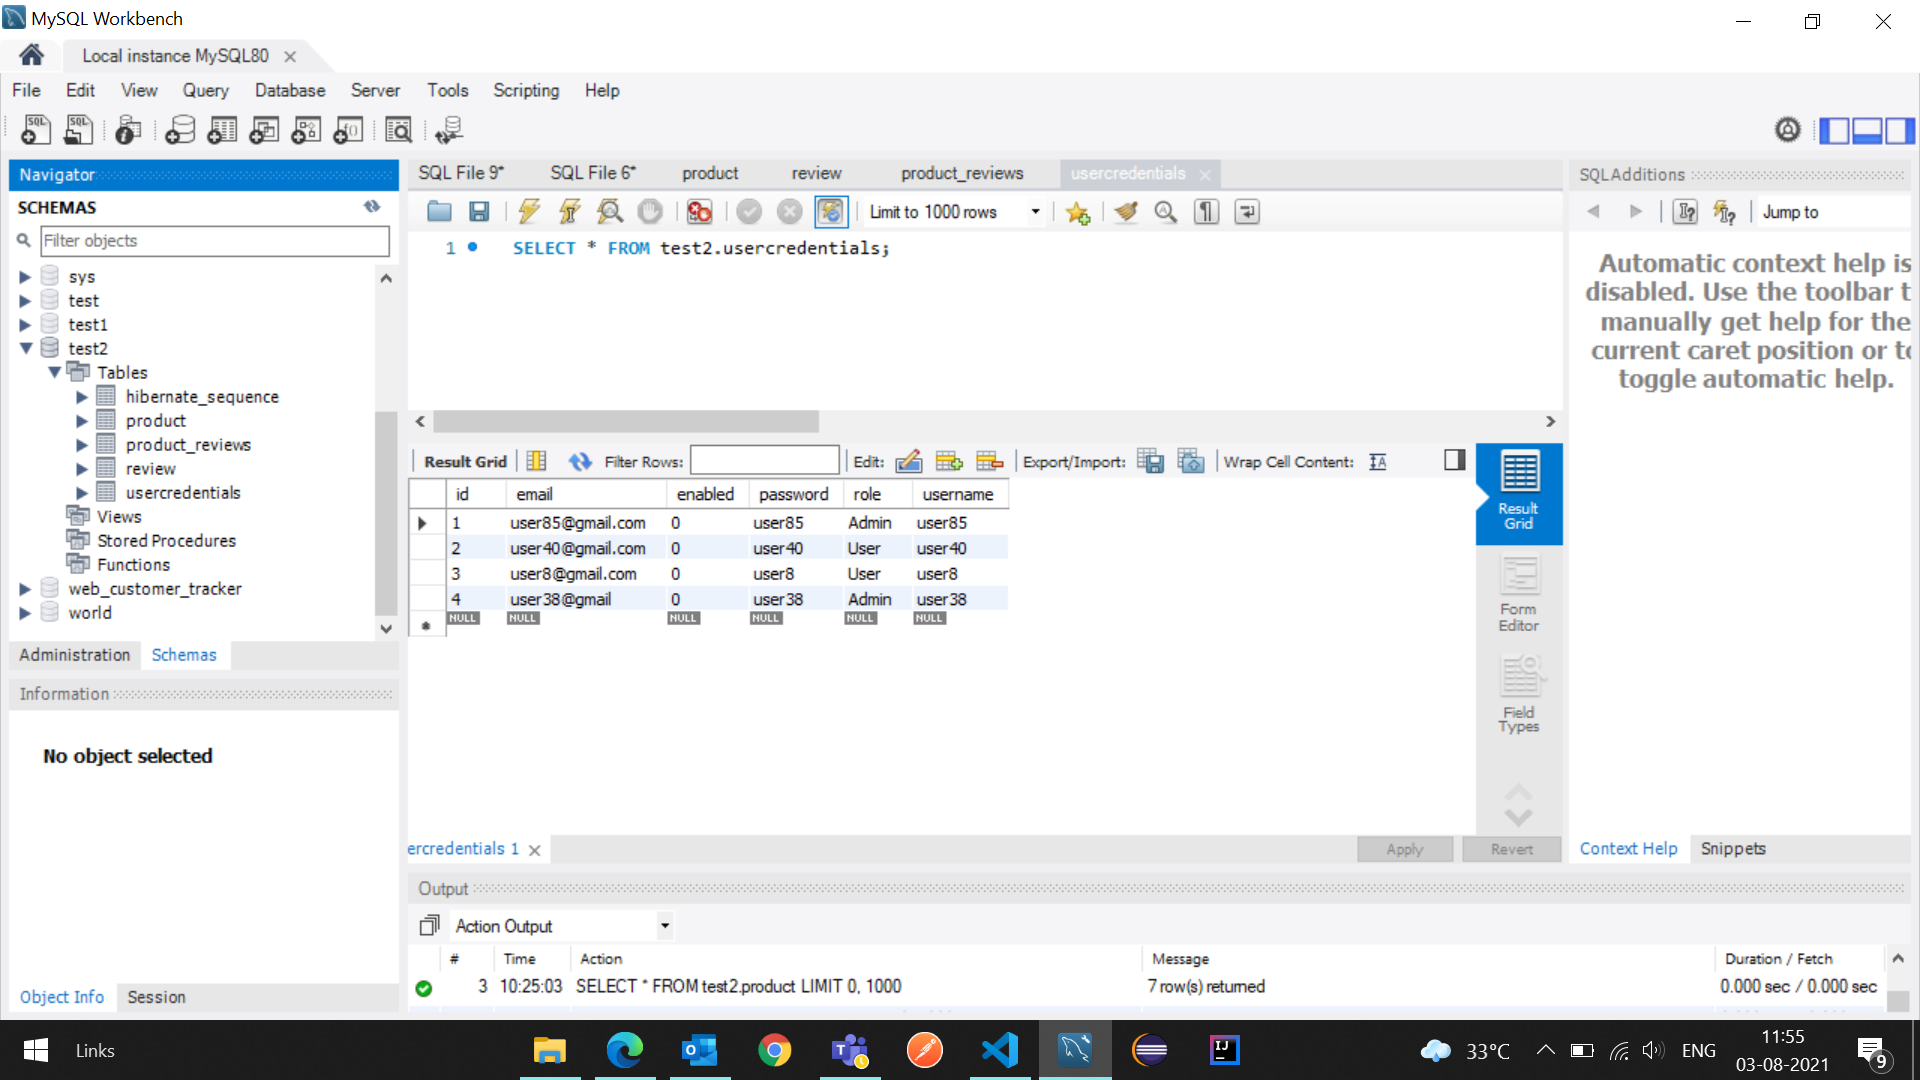 MySQL Workbench
Local instance MySQL80
File Edit View Query Database Server Tools Scripting Help
Navigator
SCHEMAS
Filter objects
sys
test
test1
test2
Tables
hibernate_sequence
product
product_reviews
review
usercredentials
Views
Stored Procedures
Functions
web_customer_tracker
world
Administration Schemas
Information
No object selected
Object Info Session
SQL File 9* SQL File 6* product review product_reviews usercredentials
Limit to 1000 rows
1 SELECT * FROM test2.usercredentials;
Result Grid Filter Rows: Edit: Export/Import: Wrap Cell Content:
id email enabled password role username
1 user85@gmail.com 0 user85 Admin user85
2 user40@gmail.com 0 user40 User user40
3 user8@gmail.com 0 user8 User user8
4 user38@gmail 0 user38 Admin user38
NULL NULL NULL NULL NULL NULL
Result
Grid
Form
Editor
Field
Types
ercredentials 1
Apply Revert
SQLAdditions
Jump to
Automatic context help is
disabled. Use the toolbar t
manually get help for the
current caret position or to
toggle automatic help.
Context Help Snippets
Output
Action Output
# Time Action Message Duration / Fetch
3 10:25:03 SELECT * FROM test2.product LIMIT 0, 1000 7 row(s) returned 0.000 sec / 0.000 sec
Links
33°C
ENG
11:55
03-08-2021
9